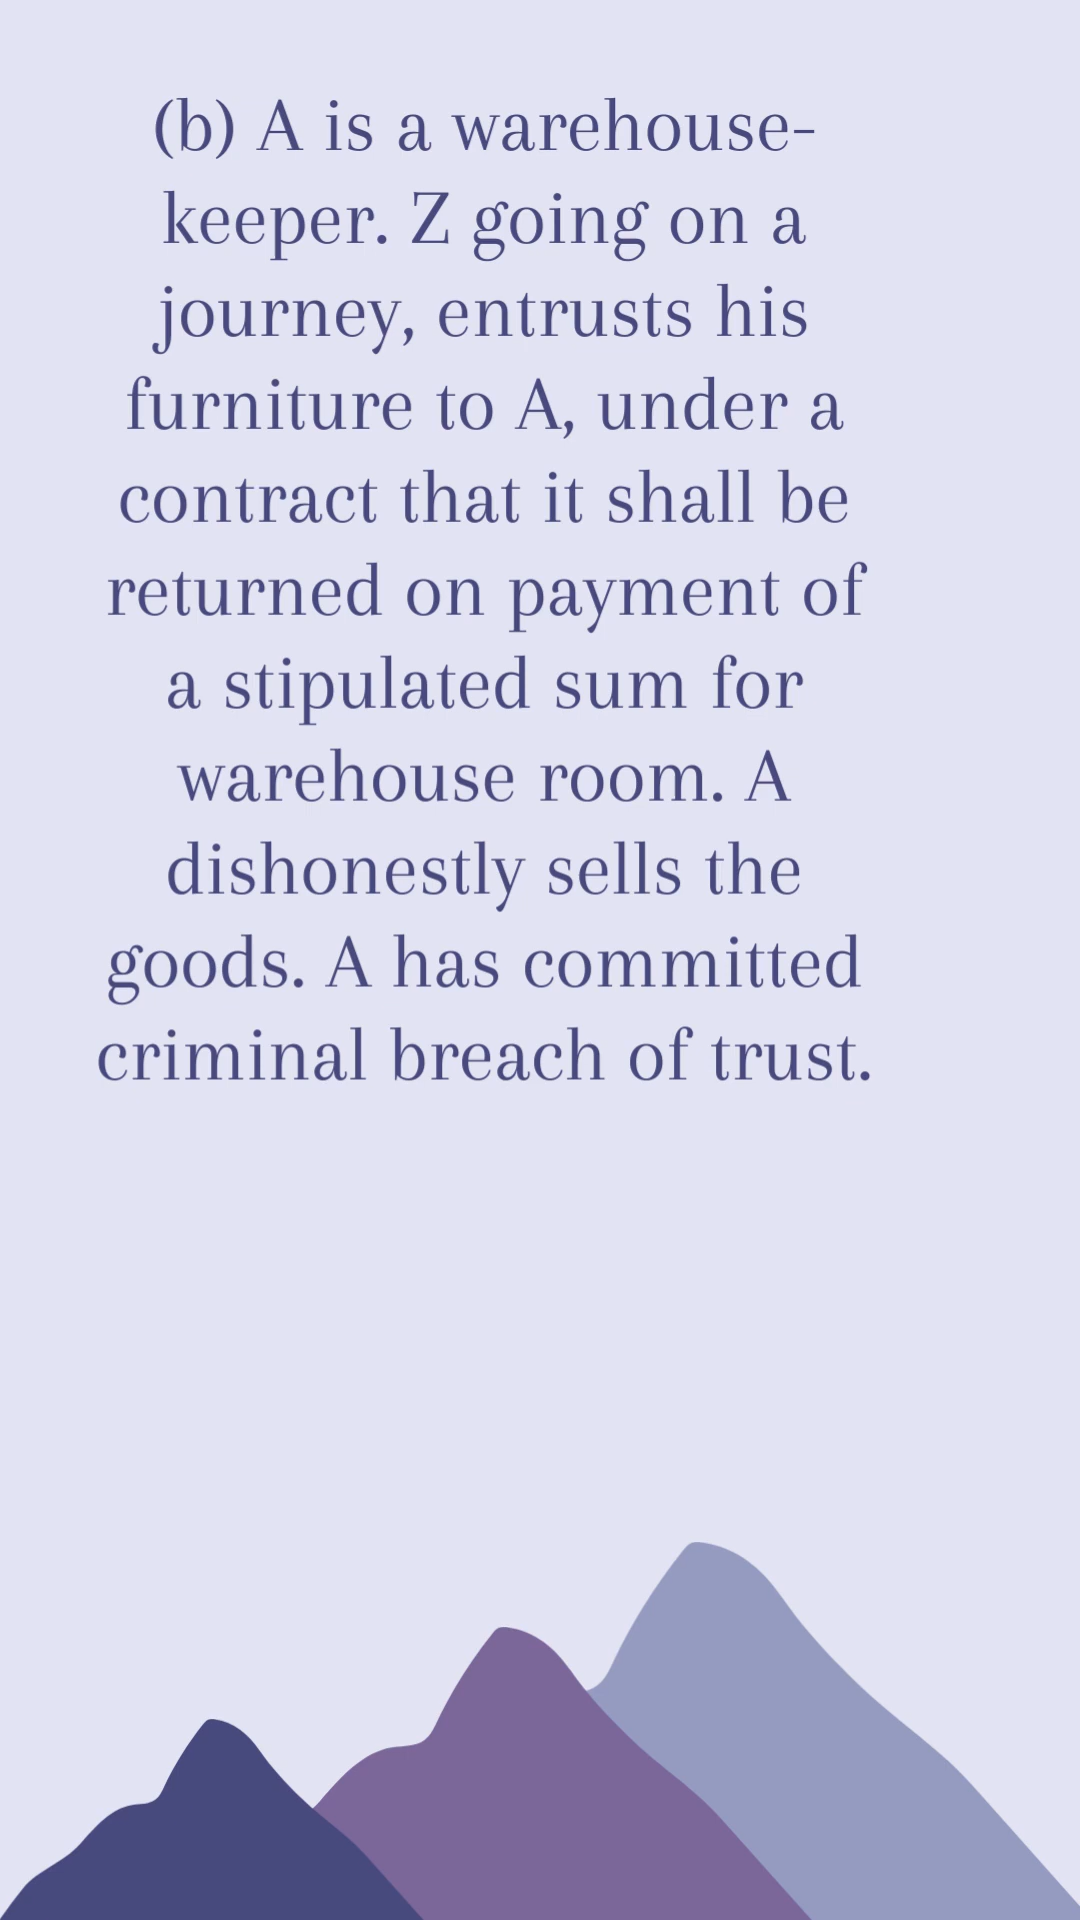 (b) A is a warehouse-
keeper. Z going on a
journey, entrusts his
furniture to A, under a
contract that it shall be
returned on payment of
a stipulated sum for
warehouse room. A
dishonestly sells the
goods. A has committed
criminal breach of trust.